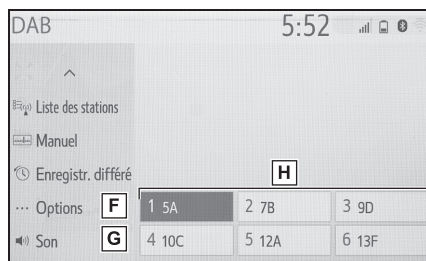 DAB 5:52
Liste des stations
Manuel
Enregistr. différé
H
Options F 1 5A 2 7B 3 9D
Son G 4 10C 5 12A 6 13F